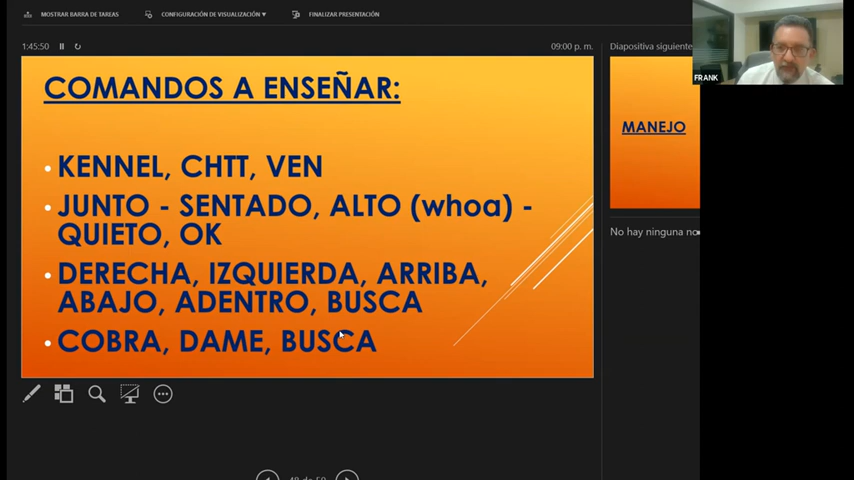 MOSTRAR BARRA DE TAREAS CONFIGURACIÓN DE VISUALIZACIÓN ▾ FINALIZAR PRESENTACIÓN
1:45:50 09:00 p. m. Diapositiva siguiente
FRANK
COMANDOS A ENSEÑAR:
• KENNEL, CHTT, VEN
• JUNTO - SENTADO, ALTO (whoa) -
QUIETO, OK
• DERECHA, IZQUIERDA, ARRIBA,
ABAJO, ADENTRO, BUSCA
• COBRA, DAME, BUSCA
MANEJO
No hay ninguna no